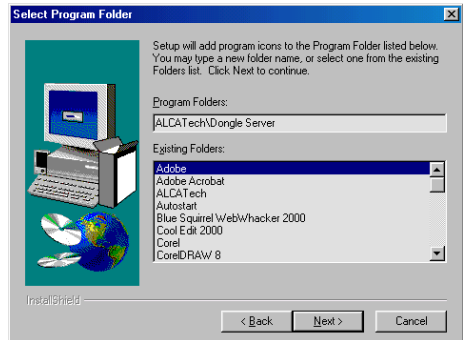 Select Program Folder
Setup will add program icons to the Program Folder listed below.
You may type a new folder name, or select one from the existing
Folders list. Click Next to continue.
Program Folders:
ALCATech\Dongle Server
Existing Folders:
Adobe
Adobe Acrobat
ALCATech
Autostart
Blue Squirrel WebWhacker 2000
Cool Edit 2000
Corel
CorelDRAW 8
InstallShield
< Back
Next >
Cancel